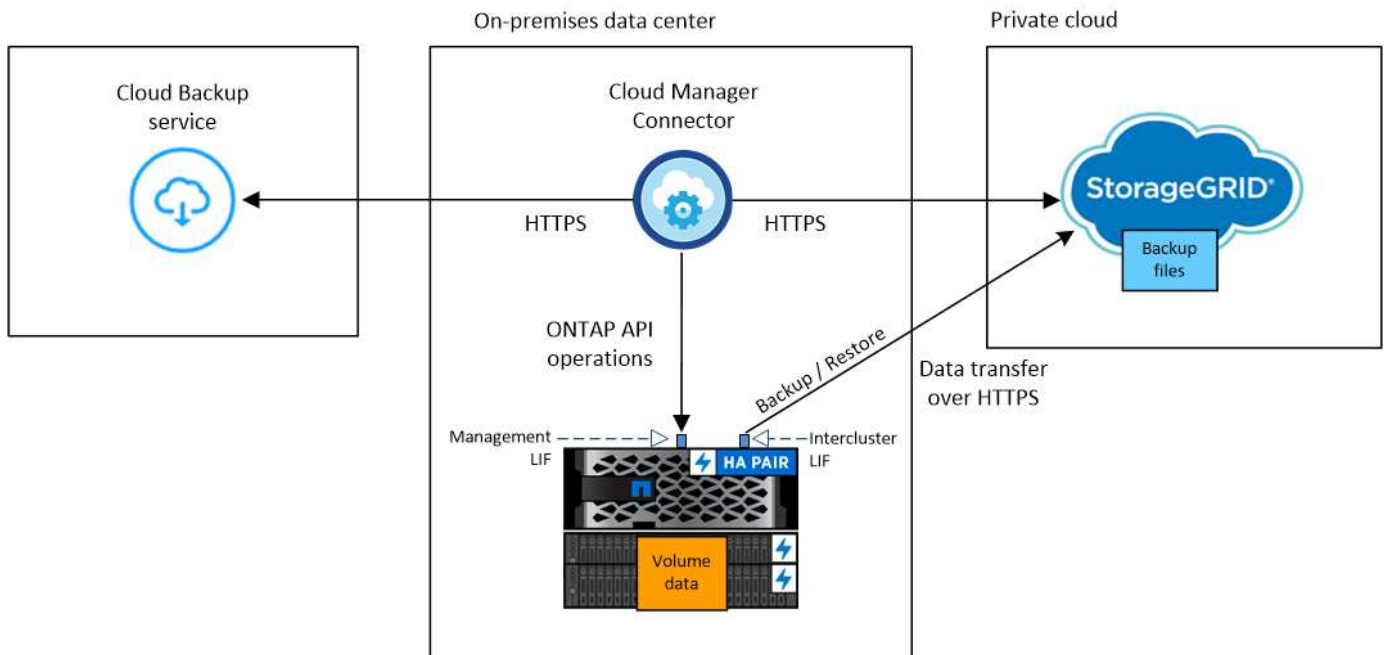 On-premises data center
Private cloud
Cloud Backup
service
Cloud Manager
Connector
StorageGRID®
Backup
files
HTTPS
HTTPS
ONTAP API
operations
Backup / Restore
Data transfer
over HTTPS
Management
LIF
Intercluster
LIF
HA PAIR
Volume
data